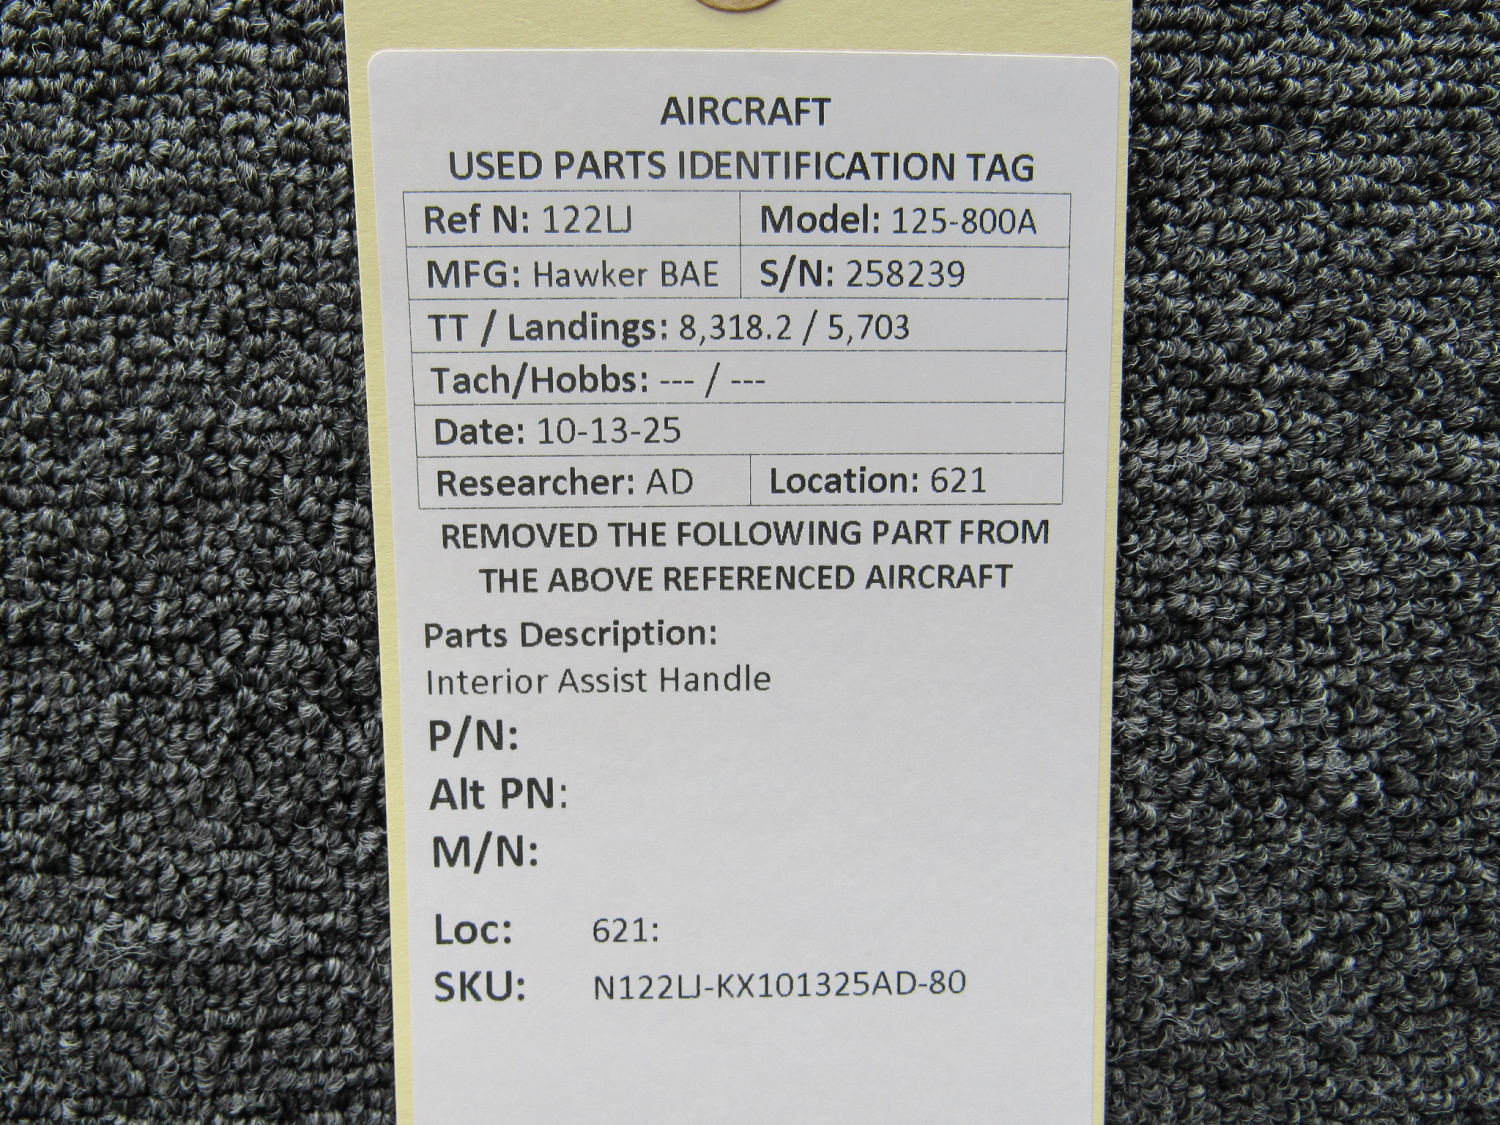 AIRCRAFT
USED PARTS IDENTIFICATION TAG
Ref N: 122LJ Model: 125-800A
MFG: Hawker BAE S/N: 258239
TT / Landings: 8,318.2 / 5,703
Tach/Hobbs: --- / ---
Date: 10-13-25
Researcher: AD Location: 621
REMOVED THE FOLLOWING PART FROM
THE ABOVE REFERENCED AIRCRAFT
Parts Description:
Interior Assist Handle
P/N:
Alt PN:
M/N:
Loc: 621:
SKU: N122LJ-KX101325AD-80